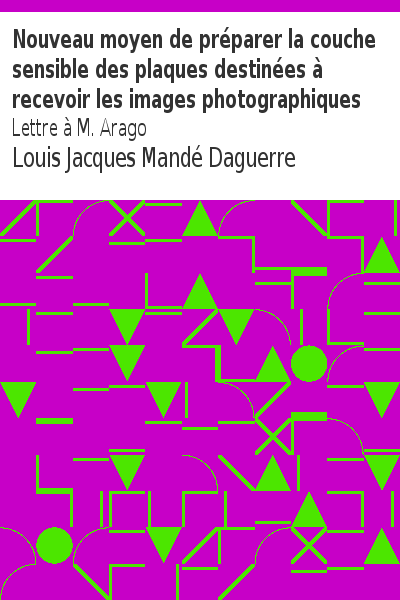 Nouveau moyen de préparer la couche
sensible des plaques destinées à
recevoir les images photographiques
Lettre à M. Arago
Louis Jacques Mandé Daguerre